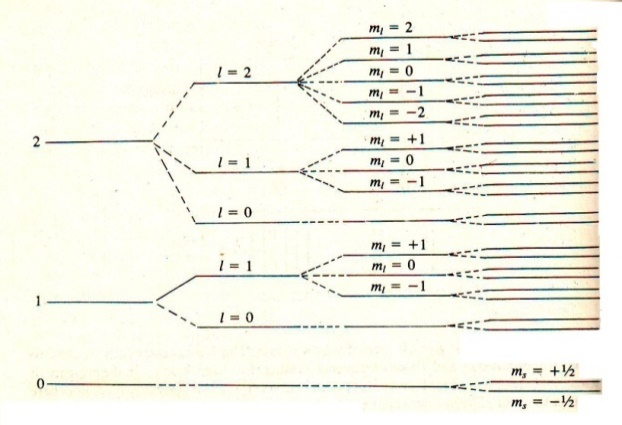 m_l = 2
m_l = 1
l = 2
m_l = 0
m_l = −1
m_l = −2
2
m_l = +1
l = 1
m_l = 0
m_l = −1
l = 0
m_l = +1
l = 1
m_l = 0
m_l = −1
1
l = 0
0
m_s = +½
m_s = −½